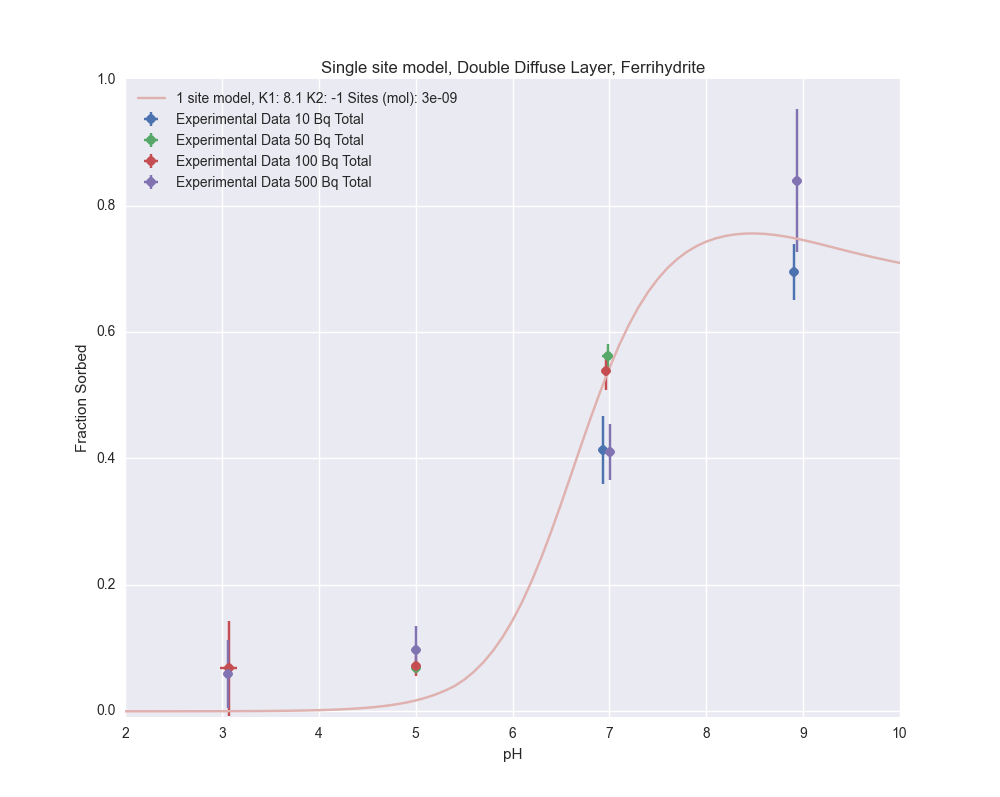 Single site model, Double Diffuse Layer, Ferrihydrite
1 site model, K1: 8.1 K2: -1 Sites (mol): 3e-09
Experimental Data 10 Bq Total
Experimental Data 50 Bq Total
Experimental Data 100 Bq Total
Experimental Data 500 Bq Total
Fraction Sorbed
1.0
0.8
0.6
0.4
0.2
0.0
2 3 4 5 6 7 8 9 10
pH